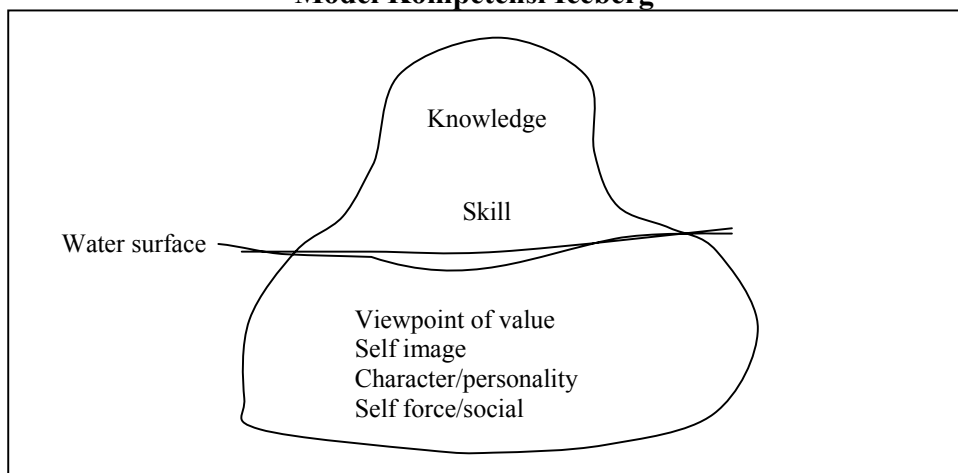 Model Kompetensi Iceberg
Knowledge
Skill
Water surface
Viewpoint of value
Self image
Character/personality
Self force/social